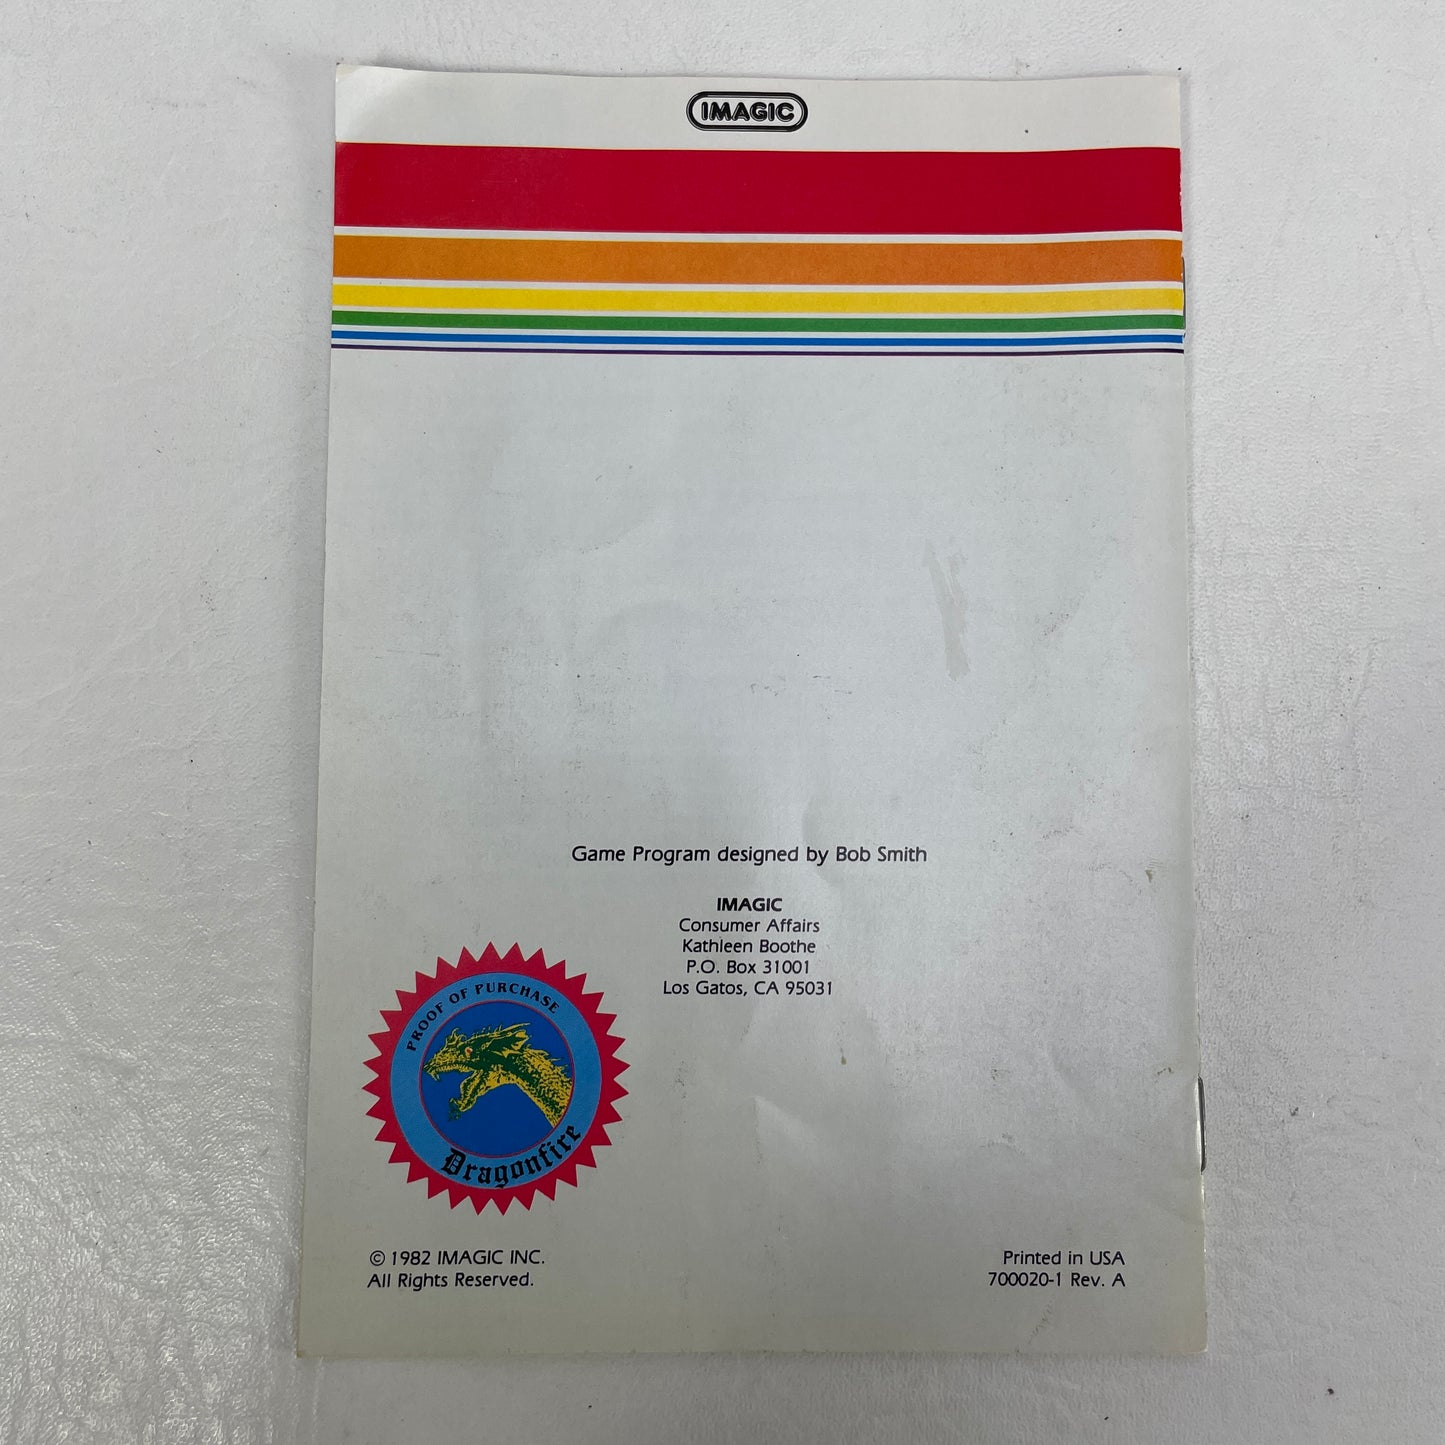 IMAGIC
Game Program designed by Bob Smith
IMAGIC
Consumer Affairs
Kathleen Boothe
P.O. Box 31001
Los Gatos, CA 95031
PROOF OF PURCHASE
Dragonfire
© 1982 IMAGIC INC.
All Rights Reserved.
Printed in USA
700020-1 Rev. A